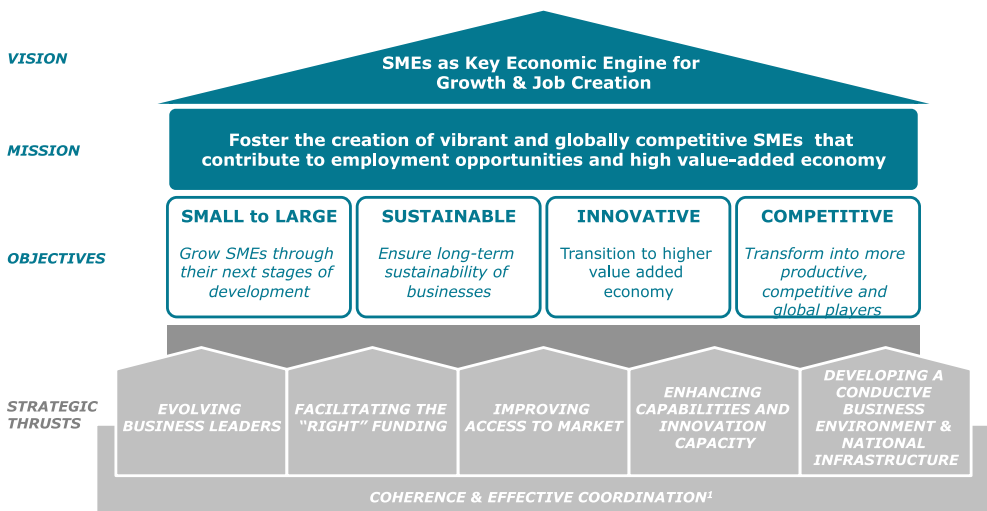 VISION
SMEs as Key Economic Engine for
Growth & Job Creation
MISSION
Foster the creation of vibrant and globally competitive SMEs that
contribute to employment opportunities and high value-added economy
OBJECTIVES
SMALL to LARGE
Grow SMEs through
their next stages of
development
SUSTAINABLE
Ensure long-term
sustainability of
businesses
INNOVATIVE
Transition to higher
value added
economy
COMPETITIVE
Transform into more
productive,
competitive and
global players
STRATEGIC
THRUSTS
EVOLVING
BUSINESS LEADERS
FACILITATING THE
“RIGHT” FUNDING
IMPROVING
ACCESS TO MARKET
ENHANCING
CAPABILITIES AND
INNOVATION
CAPACITY
DEVELOPING A
CONDUCIVE
BUSINESS
ENVIRONMENT &
NATIONAL
INFRASTRUCTURE
COHERENCE & EFFECTIVE COORDINATION¹